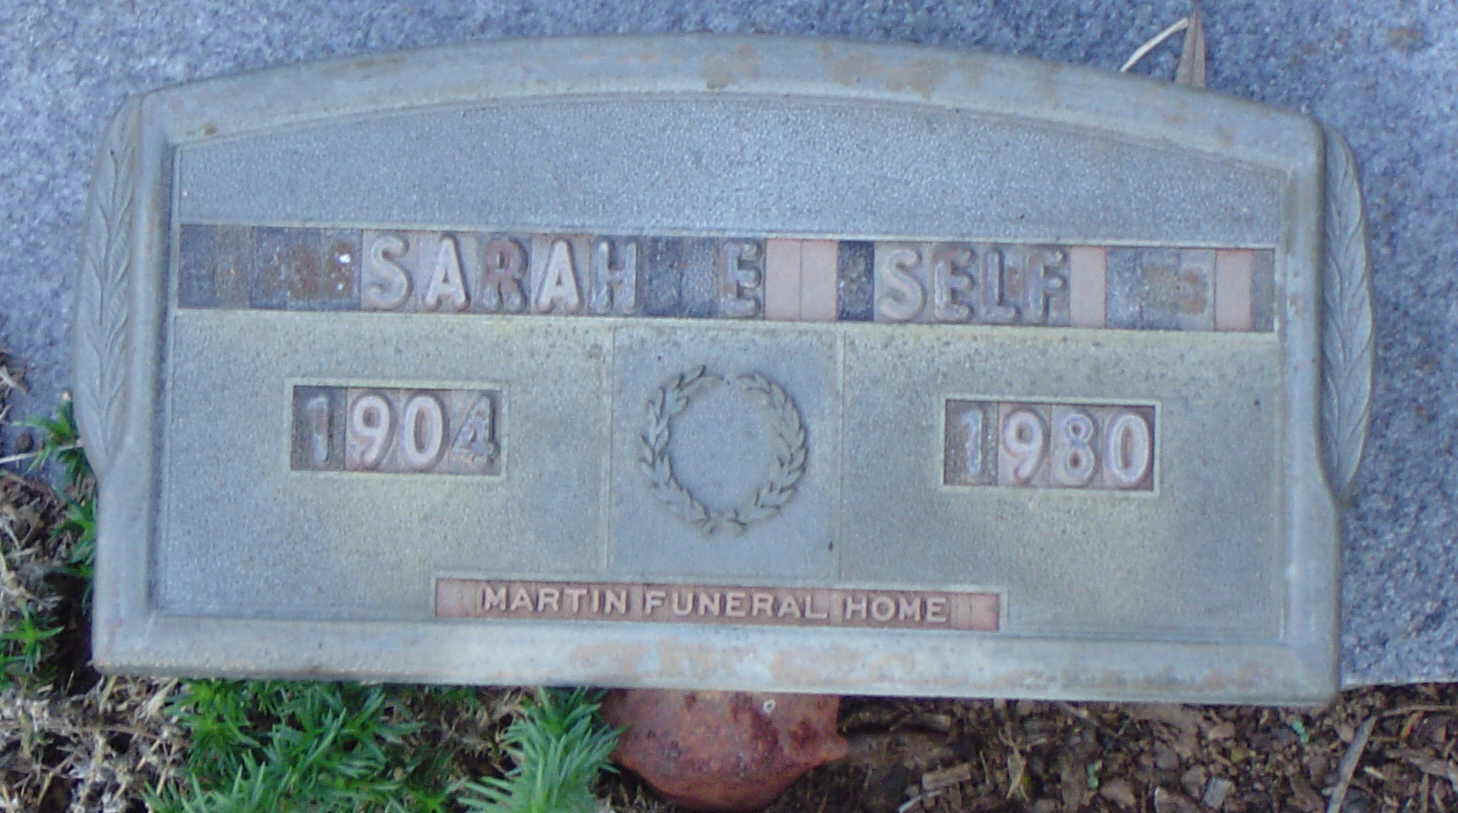 SARAH E SELF
1904 1980
MARTIN FUNERAL HOME